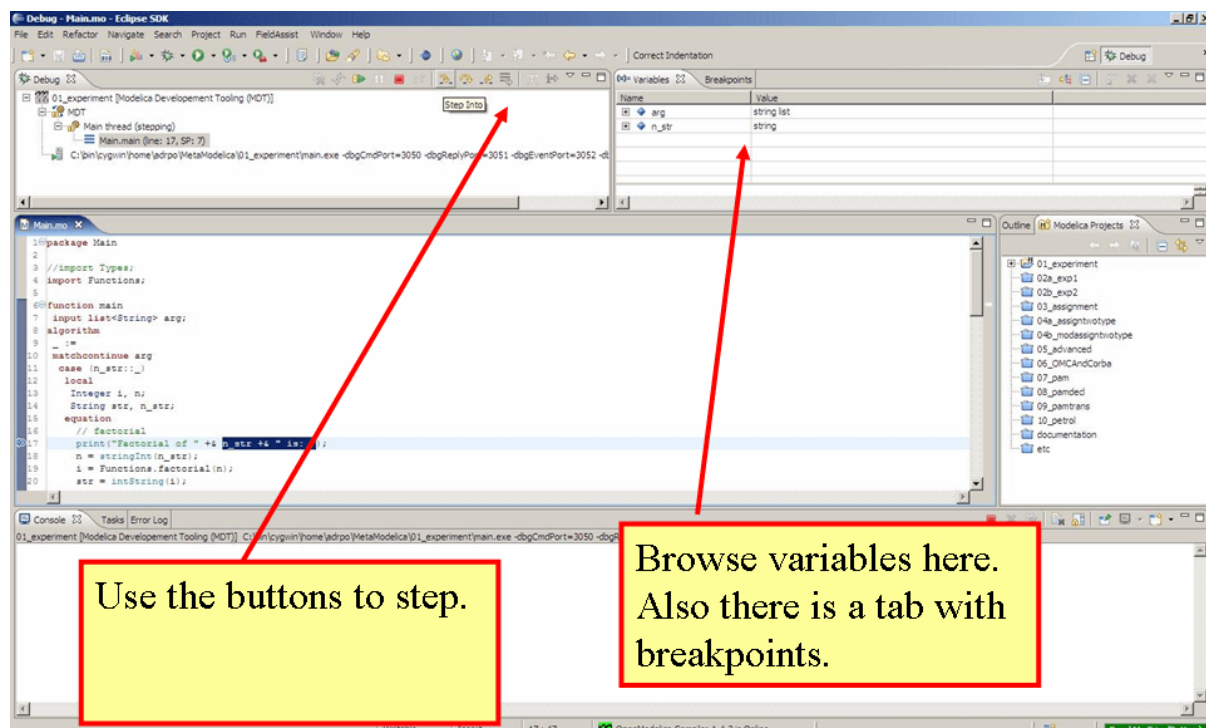 Debug - Main.mo - Eclipse SDK
File Edit Refactor Navigate Search Project Run FieldAssist Window Help
Correct Indentation
Debug
Debug
Step Into
01_experiment [Modelica Developement Tooling (MDT)]
MDT
Main thread (stepping)
Main.main (line: 17, SP: 7)
C:\bin\cygwin\home\adrpo\MetaModelica\01_experiment\main.exe -dbgCmdPort=3050 -dbgReplyPort=3051 -dbgEventPort=3052
Variables Breakpoints
Name Value
arg string list
n_str string
Main.mo
1 package Main
2
3 //import Types;
4 import Functions;
5
6 function main
7 input list<String> arg;
8 algorithm
9 _ :=
10 matchcontinue arg
11 case (n_str::_)
12 local
13 Integer i, n;
14 String str, n_str;
15 equation
16 // factorial
17 print("Factorial of " +& n_str +& " is: ");
18 n = stringInt(n_str);
19 i = Functions.factorial(n);
20 str = intString(i);
Outline Modelica Projects
01_experiment
02a_exp1
02b_exp2
03_assignment
04a_assigntwotype
04b_modassigntwotype
05_advanced
06_OMCAndCorba
07_pam
08_pamdecl
09_pamtrans
10_petrol
documentation
etc
Console Tasks Error Log
01_experiment [Modelica Developement Tooling (MDT)] C:\bin\cygwin\home\adrpo\MetaModelica\01_experiment\main.exe -dbgCmdPort=3050
Use the buttons to step.
Browse variables here.
Also there is a tab with
breakpoints.